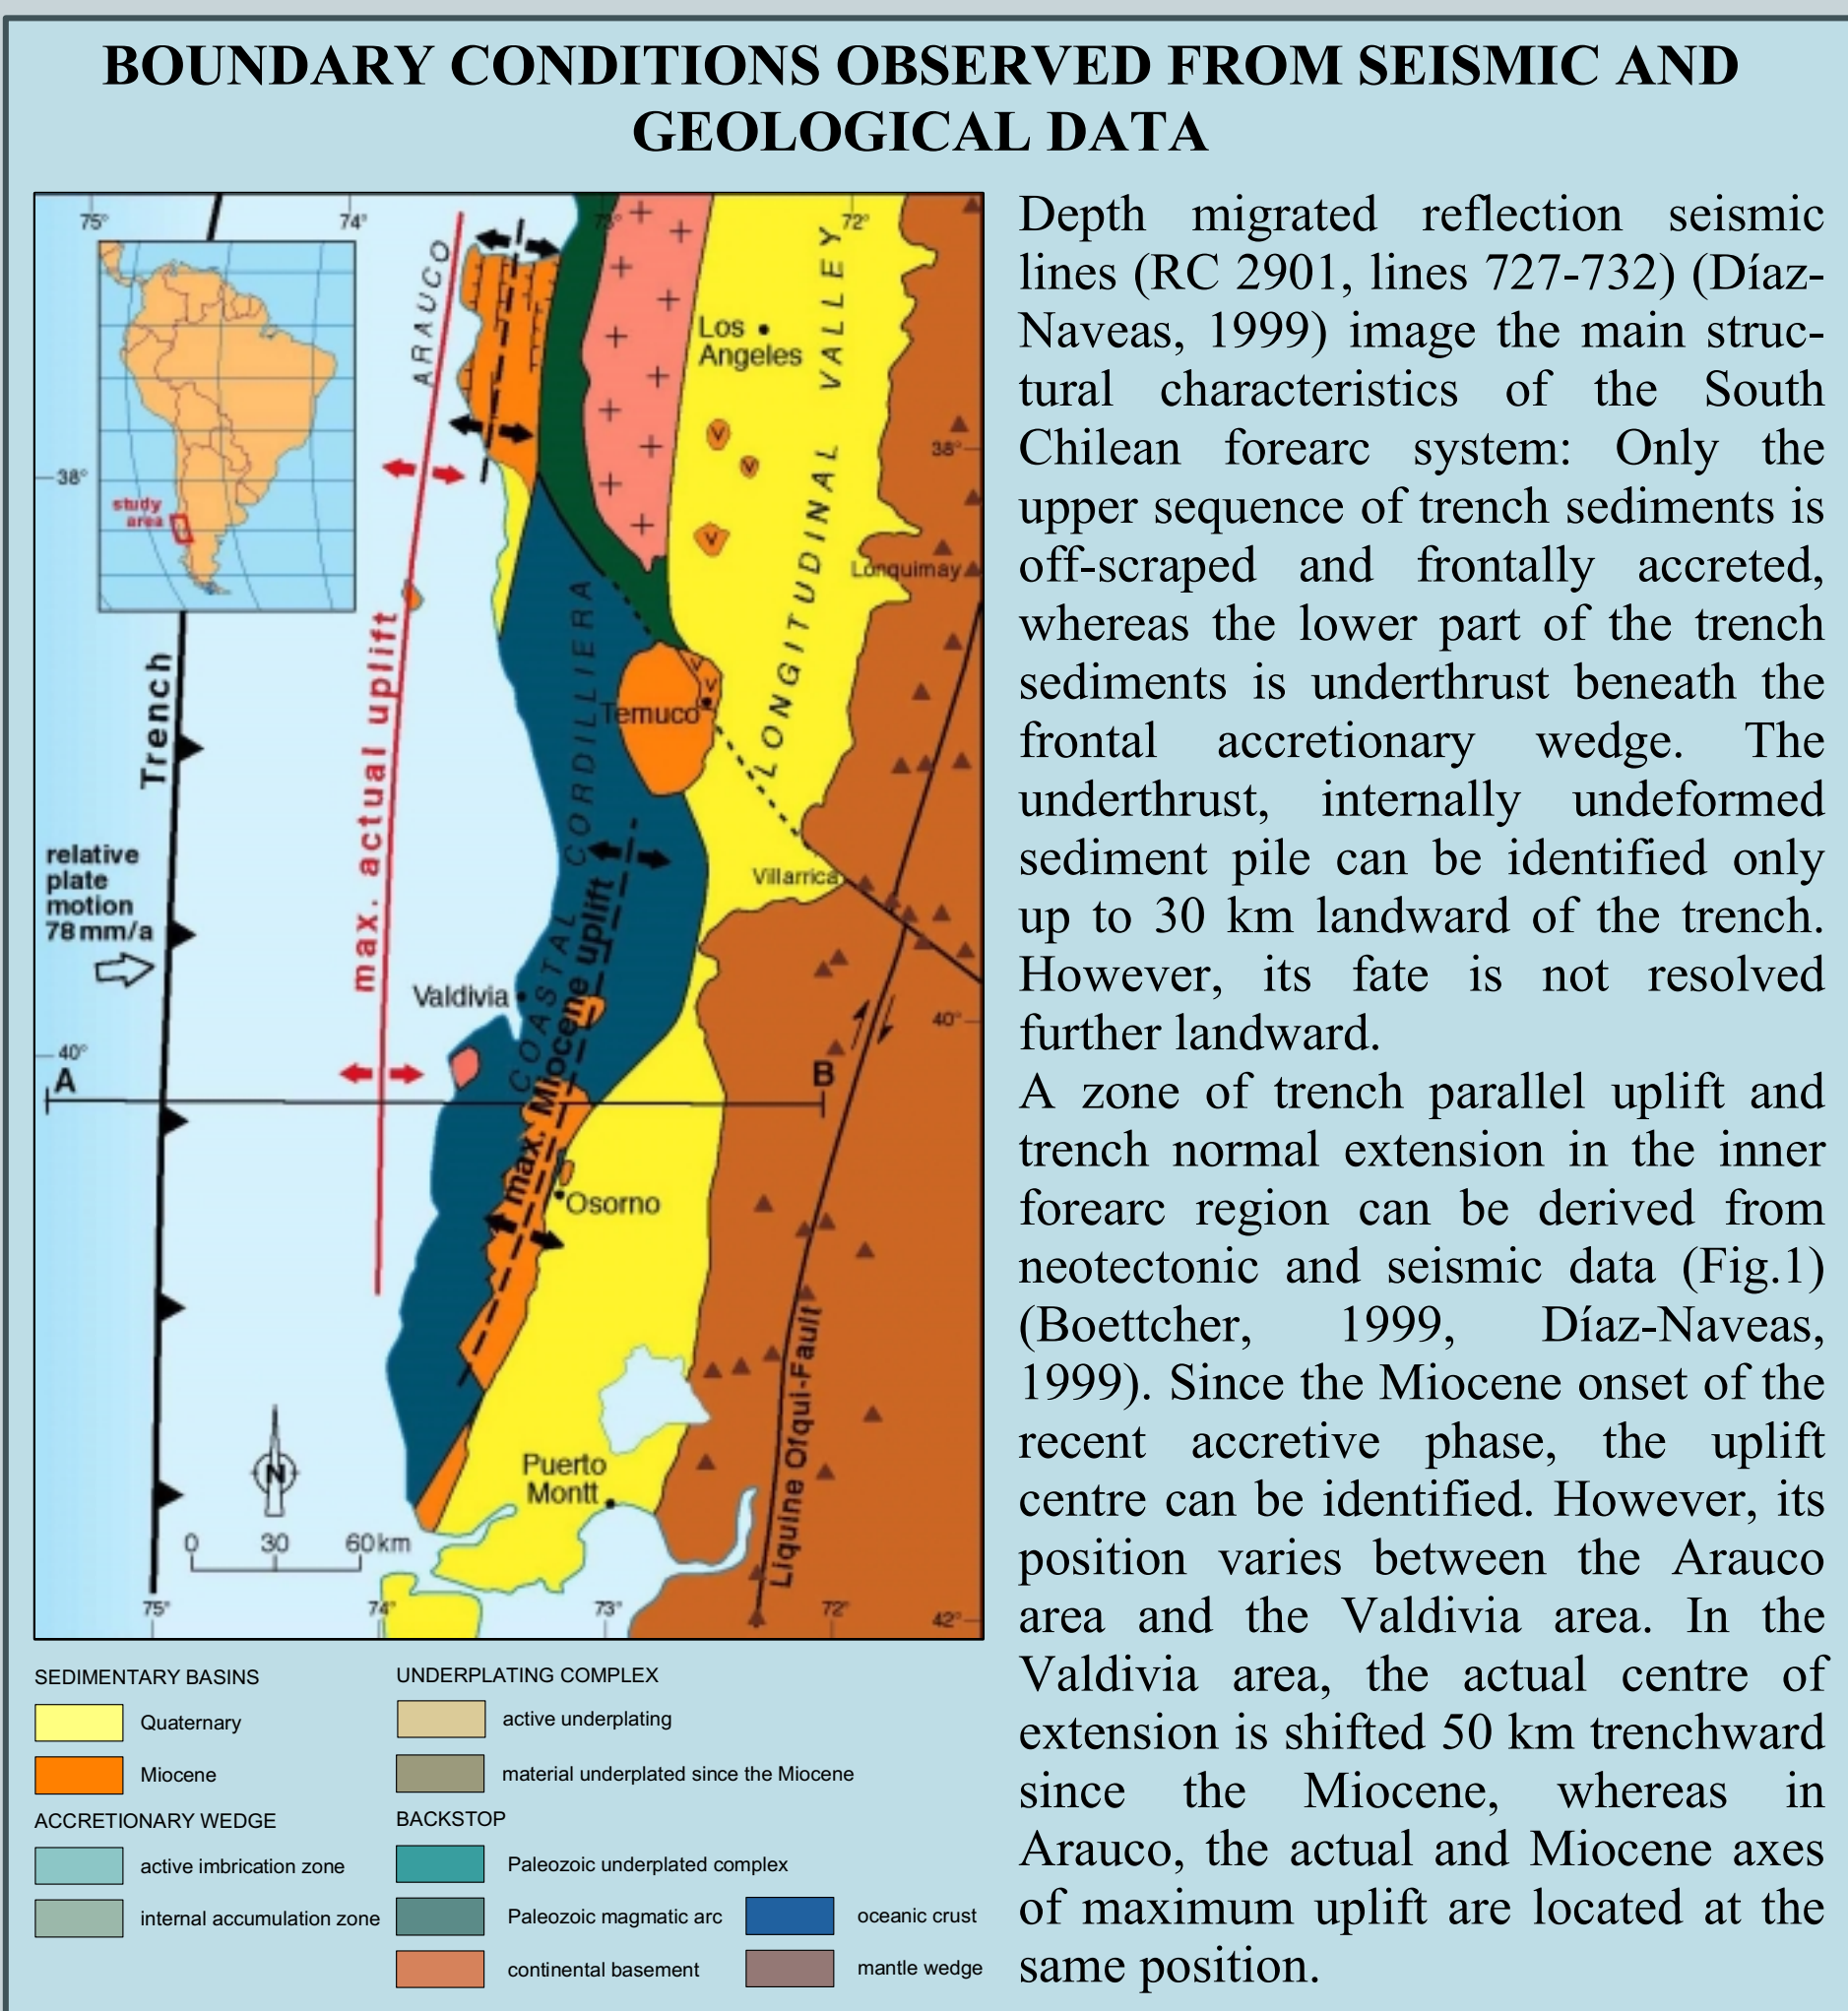 BOUNDARY CONDITIONS OBSERVED FROM SEISMIC AND
GEOLOGICAL DATA
75°
74°
73°
72°
ARAUCO
Los
Angeles
LONGITUDINAL VALLEY
38°
38°
study
area
Lonquimay
COASTAL CORDILLIERA
Temuco
Trench
max. actual uplift
relative
plate
motion
78 mm/a
Villarrica
max. Miocene uplift
Valdivia
40°
40°
A
B
Osorno
Liquine Ofqui-Fault
Puerto
Montt
N
0 30 60 km
75°
74°
73°
72°
42°
V
V
V
V
V
SEDIMENTARY BASINS
Quaternary
Miocene
ACCRETIONARY WEDGE
active imbrication zone
internal accumulation zone
UNDERPLATING COMPLEX
active underplating
material underplated since the Miocene
BACKSTOP
Paleozoic underplated complex
Paleozoic magmatic arc
continental basement
oceanic crust
mantle wedge
Depth migrated reflection seismic
lines (RC 2901, lines 727-732) (Díaz-
Naveas, 1999) image the main struc-
tural characteristics of the South
Chilean forearc system: Only the
upper sequence of trench sediments is
off-scraped and frontally accreted,
whereas the lower part of the trench
sediments is underthrust beneath the
frontal accretionary wedge. The
underthrust, internally undeformed
sediment pile can be identified only
up to 30 km landward of the trench.
However, its fate is not resolved
further landward.
A zone of trench parallel uplift and
trench normal extension in the inner
forearc region can be derived from
neotectonic and seismic data (Fig.1)
(Boettcher, 1999, Díaz-Naveas,
1999). Since the Miocene onset of the
recent accretive phase, the uplift
centre can be identified. However, its
position varies between the Arauco
area and the Valdivia area. In the
Valdivia area, the actual centre of
extension is shifted 50 km trenchward
since the Miocene, whereas in
Arauco, the actual and Miocene axes
of maximum uplift are located at the
same position.